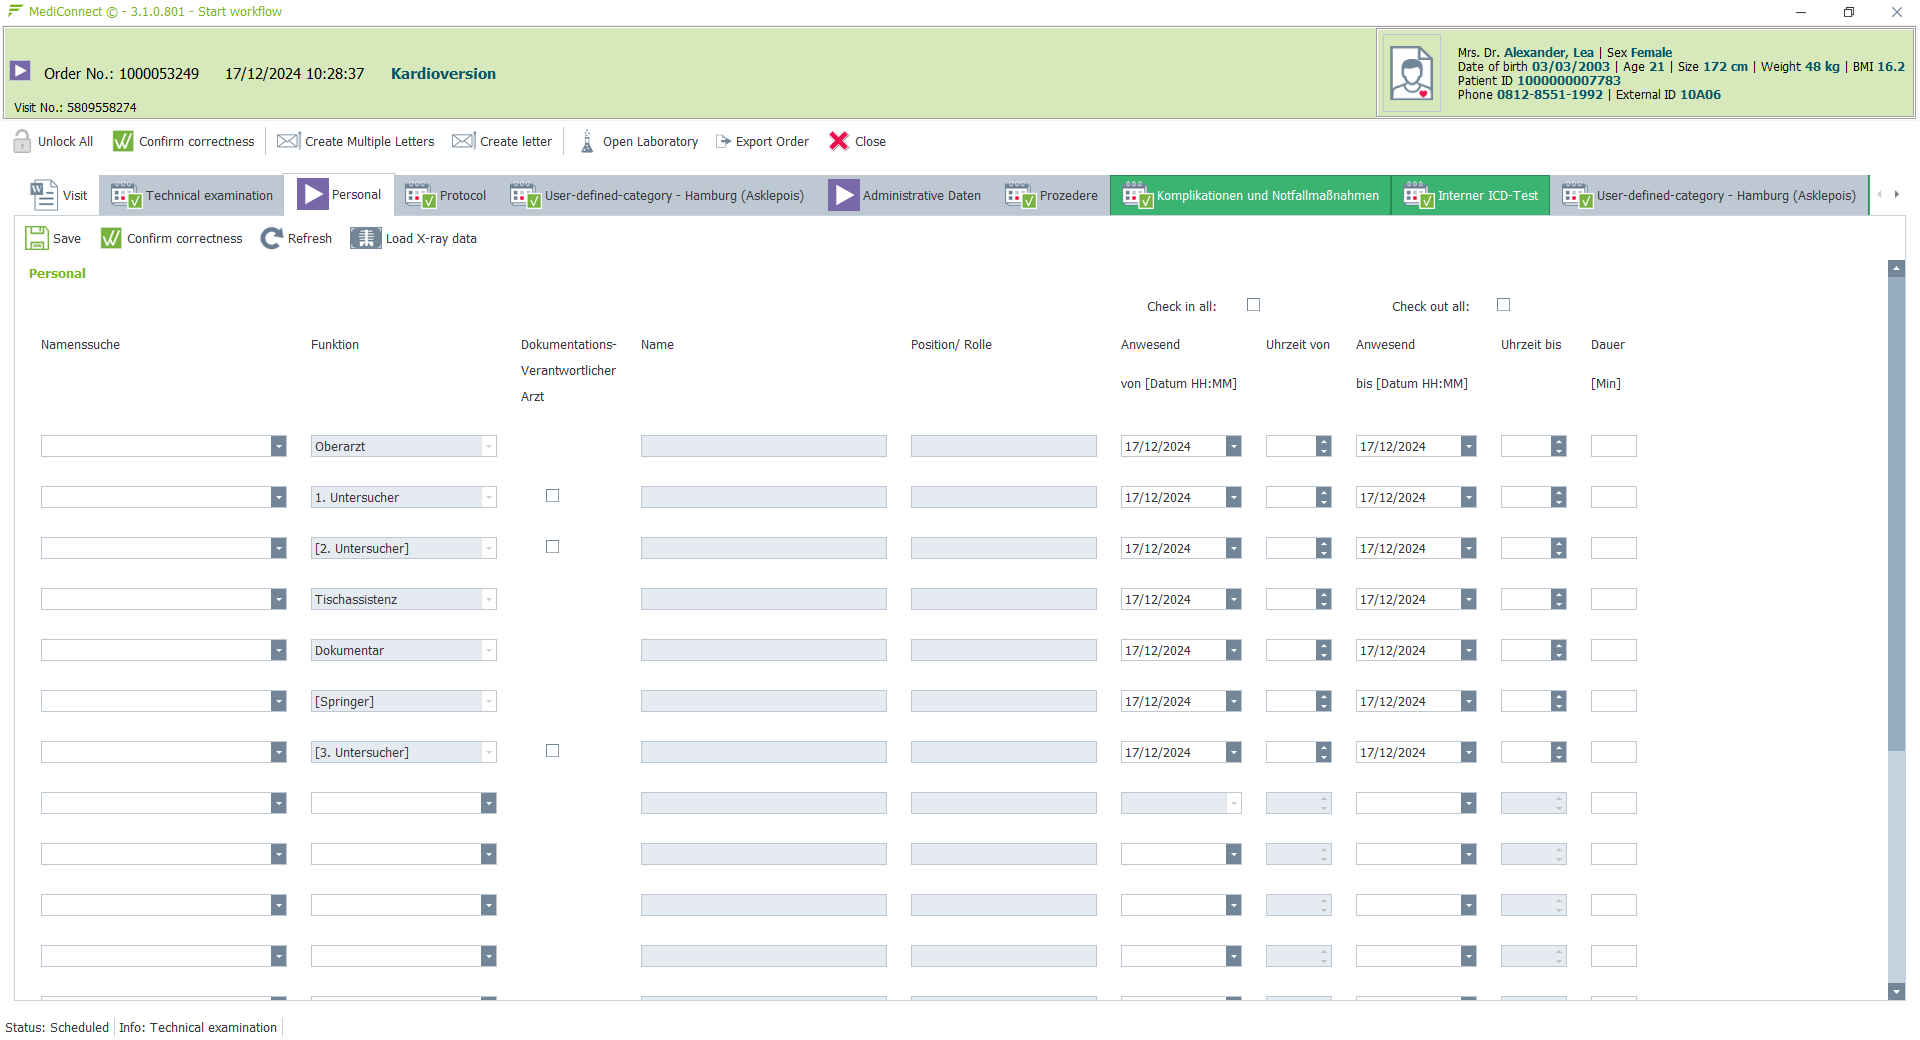 MediConnect © - 3.1.0.801 - Start workflow
Order No.: 1000053249 17/12/2024 10:28:37 Kardioversion
Visit No.: 5809558274
Mrs. Dr. Alexander, Lea | Sex Female
Date of birth 03/03/2003 | Age 21 | Size 172 cm | Weight 48 kg | BMI 16.2
Patient ID 1000000007783
Phone 0812-8551-1992 | External ID 10A06
Unlock All Confirm correctness Create Multiple Letters Create letter Open Laboratory Export Order Close
Visit Technical examination Personal Protocol User-defined-category - Hamburg (Asklepois) Administrative Daten Prozedere Komplikationen und Notfallmaßnahmen Interner ICD-Test User-defined-category - Hamburg (Asklepois)
Save Confirm correctness Refresh Load X-ray data
Personal
Check in all: Check out all:
Namenssuche Funktion Dokumentations- Name Position/ Rolle Anwesend Uhrzeit von Anwesend Uhrzeit bis Dauer
Verantwortlicher
von [Datum HH:MM] bis [Datum HH:MM] [Min]
Arzt
Oberarzt 17/12/2024 17/12/2024
1. Untersucher 17/12/2024 17/12/2024
[2. Untersucher] 17/12/2024 17/12/2024
Tischassistenz 17/12/2024 17/12/2024
Dokumentar 17/12/2024 17/12/2024
[Springer] 17/12/2024 17/12/2024
[3. Untersucher] 17/12/2024 17/12/2024
Status: Scheduled Info: Technical examination